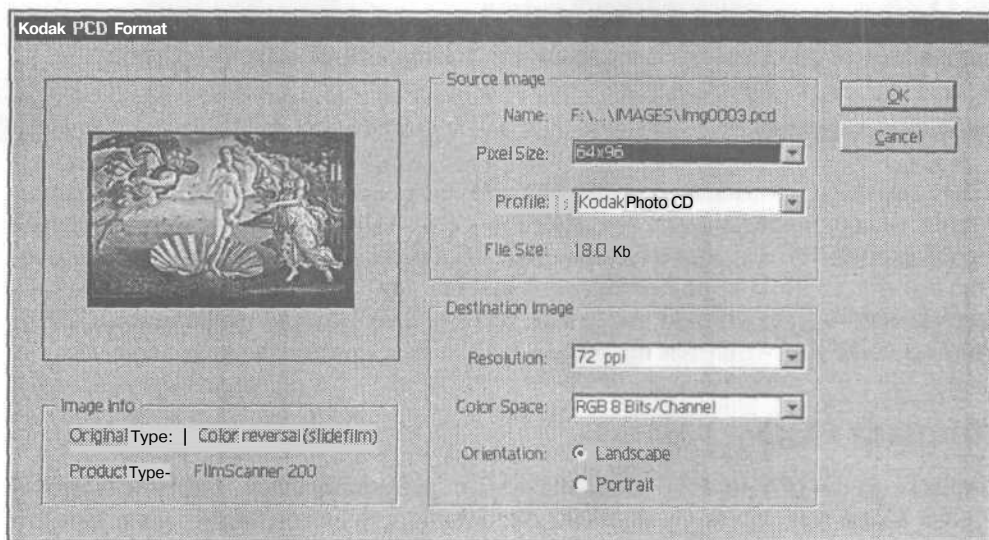 Kodak PCD Format
Source Image
Name: F:\...\IMAGES\Img0003.pcd
Pixel Size: 64x96
Profile: Kodak Photo CD
File Size: 18.0 Kb
OK
Cancel
Destination Image
Resolution: 72 ppi
Color Space: RGB 8 Bits/Channel
Orientation: Landscape
Portrait
Image Info
Original Type: | Color reversal (slide film)
Product Type- FilmScanner 200